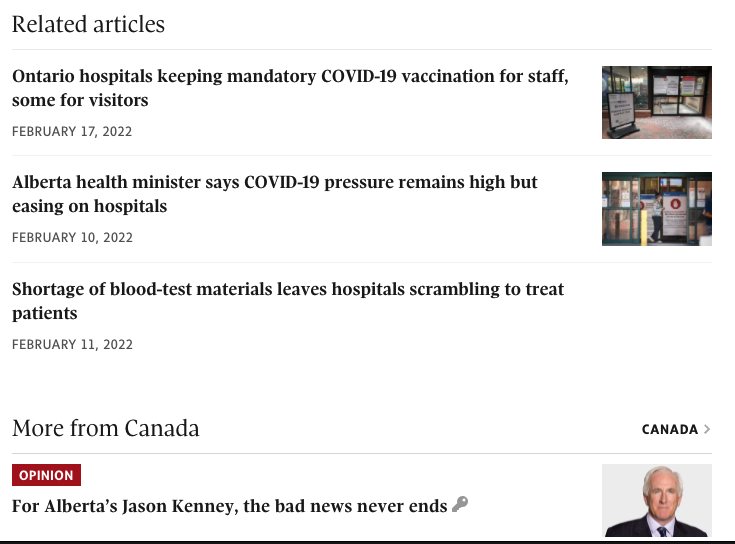 Related articles
Ontario hospitals keeping mandatory COVID-19 vaccination for staff,
some for visitors
FEBRUARY 17, 2022
Alberta health minister says COVID-19 pressure remains high but
easing on hospitals
FEBRUARY 10, 2022
Shortage of blood-test materials leaves hospitals scrambling to treat
patients
FEBRUARY 11, 2022
More from Canada
CANADA
OPINION
For Alberta’s Jason Kenney, the bad news never ends